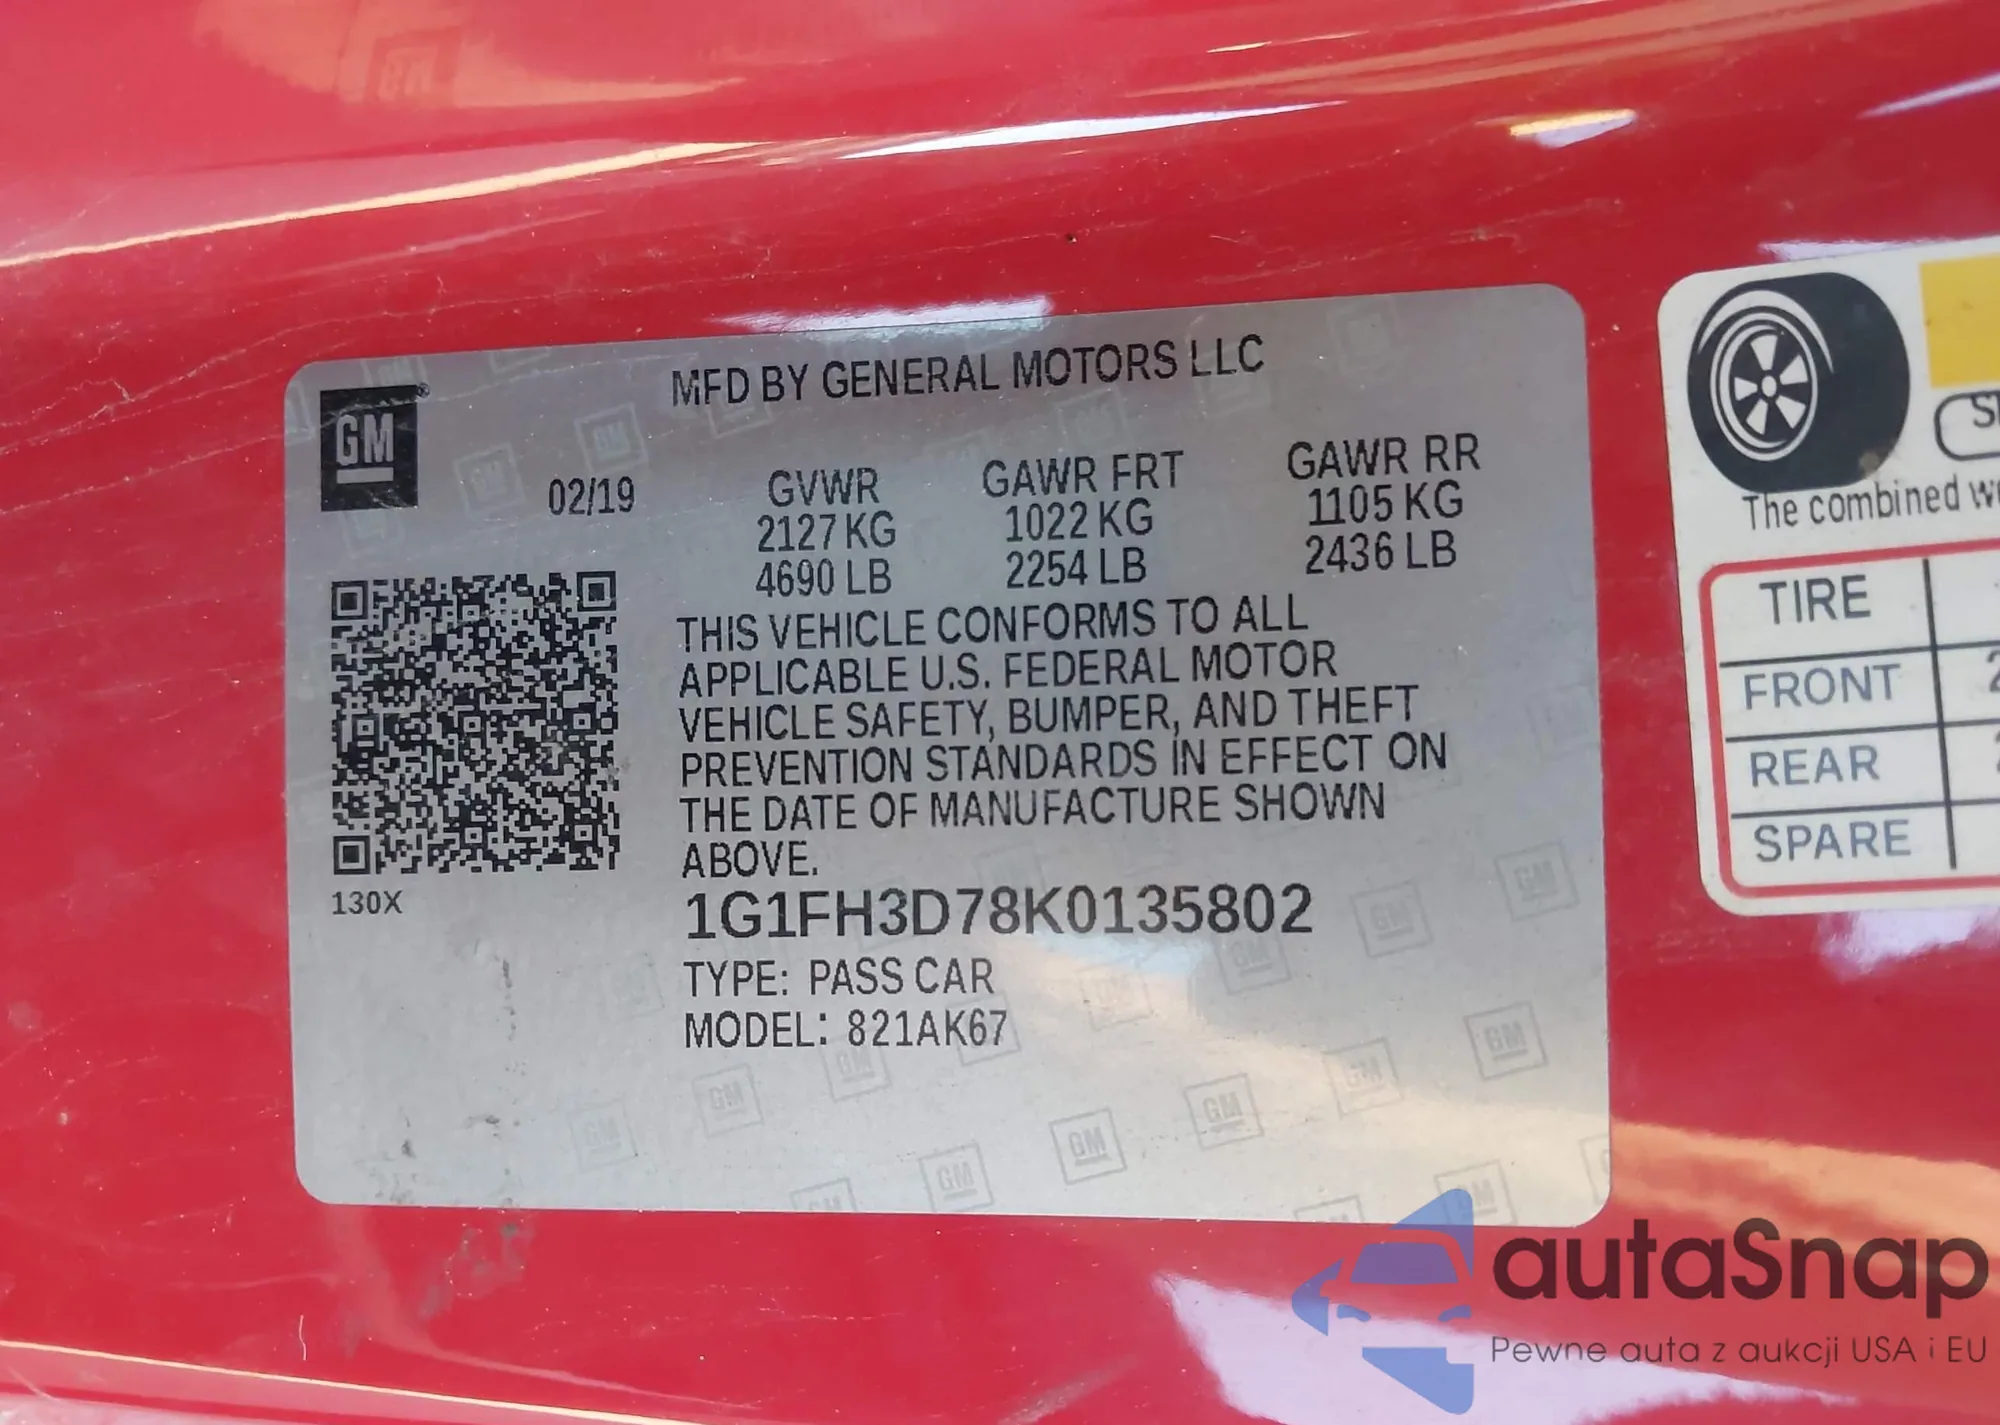 MFD BY GENERAL MOTORS LLC
GM
02/19
GVWR
2127 KG
4690 LB
GAWR FRT
1022 KG
2254 LB
GAWR RR
1105 KG
2436 LB
THIS VEHICLE CONFORMS TO ALL
APPLICABLE U.S. FEDERAL MOTOR
VEHICLE SAFETY, BUMPER, AND THEFT
PREVENTION STANDARDS IN EFFECT ON
THE DATE OF MANUFACTURE SHOWN
ABOVE.
130X
1G1FH3D78K0135802
TYPE: PASS CAR
MODEL: 821AK67
The combined
TIRE
FRONT
REAR
SPARE
autaSnap
Pewne auta z aukcji USA i EU